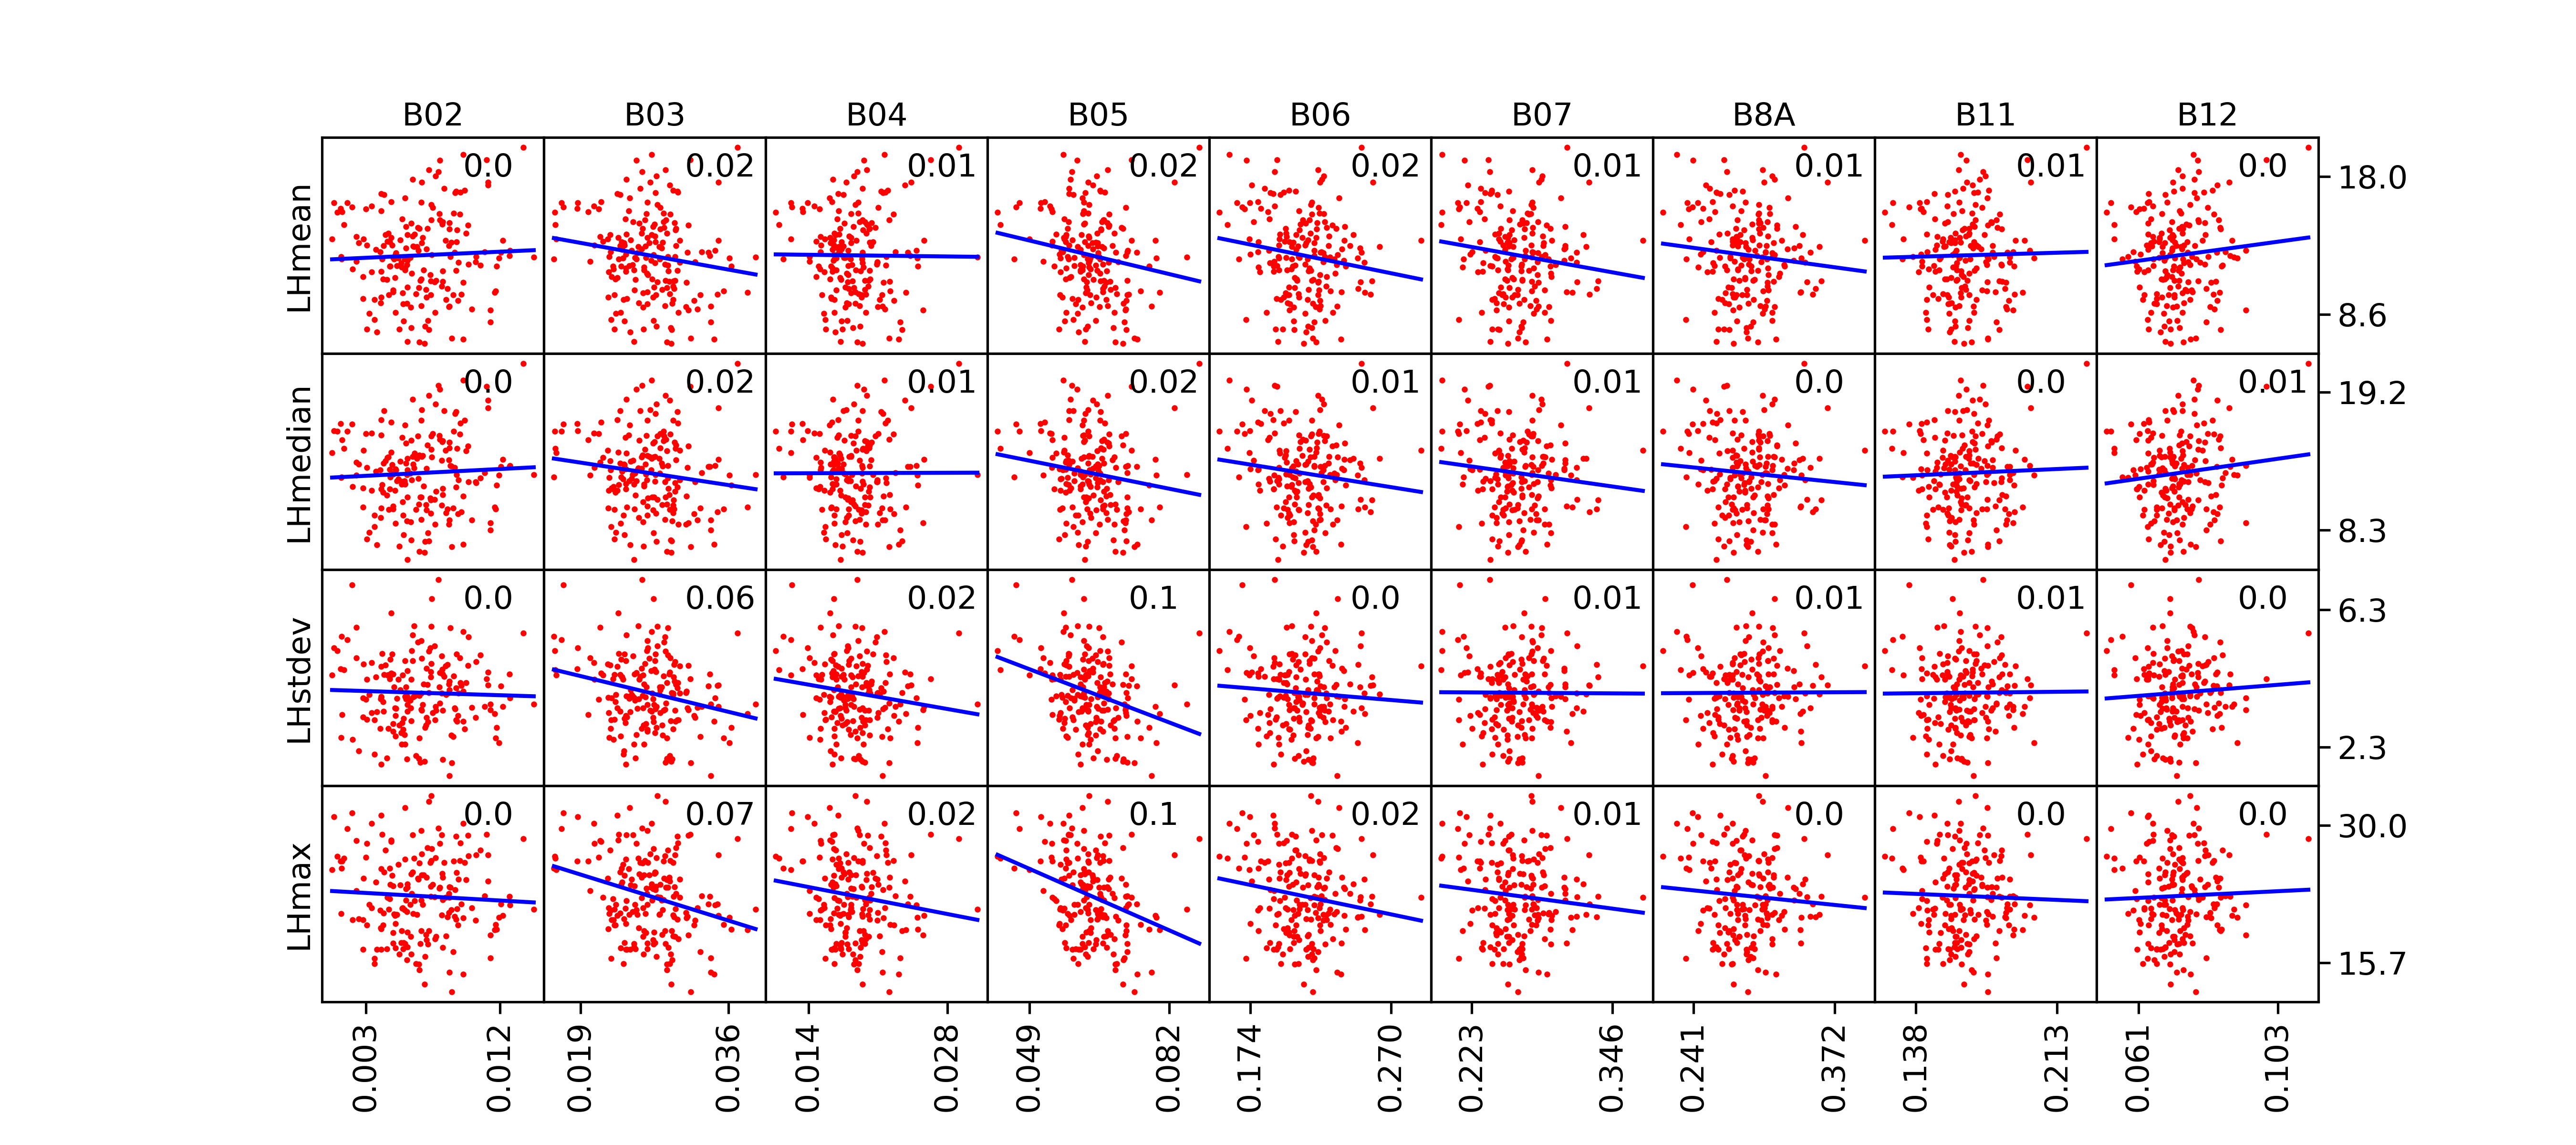 B02 B03 B04 B05 B06 B07 B8A B11 B12
LHmean 0.0 0.02 0.01 0.02 0.02 0.01 0.01 0.01 0.0 18.0
8.6
LHmedian 0.0 0.02 0.01 0.02 0.01 0.01 0.0 0.0 0.01 19.2
8.3
LHstdev 0.0 0.06 0.02 0.1 0.0 0.01 0.01 0.01 0.0 6.3
2.3
LHmax 0.0 0.07 0.02 0.1 0.02 0.01 0.0 0.0 0.0 30.0
15.7
0.003 0.012 0.019 0.036 0.014 0.028 0.049 0.082 0.174 0.270 0.223 0.346 0.241 0.372 0.138 0.213 0.061 0.103